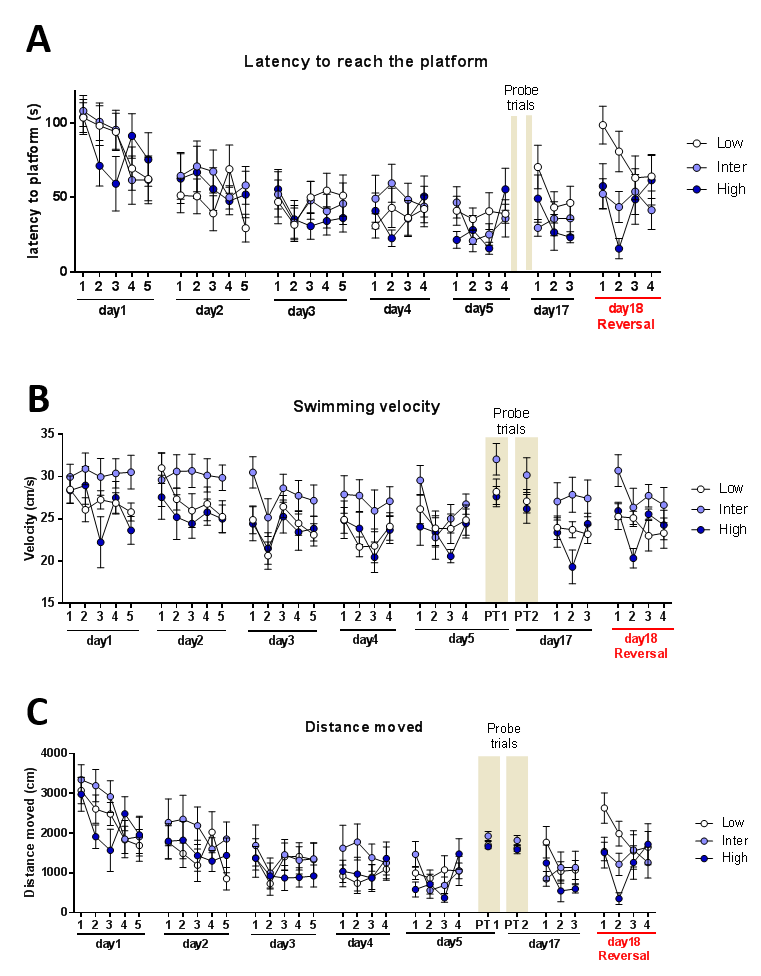 A
Latency to reach the platform
Probe
trials
latency to platform (s)
100
50
0
Low
Inter
High
1 2 3 4 5 1 2 3 4 5 1 2 3 4 5 1 2 3 4 1 2 3 4 1 2 3 1 2 3 4
day1 day2 day3 day4 day5 day17 day18
Reversal
B
Swimming velocity
Probe
trials
Velocity (cm/s)
35
30
25
20
15
Low
Inter
High
1 2 3 4 5 1 2 3 4 5 1 2 3 4 5 1 2 3 4 1 2 3 4 PT1 PT2 1 2 3 1 2 3 4
day1 day2 day3 day4 day5 day17 day18
Reversal
C
Distance moved
Probe
trials
Distance moved (cm)
4000
3000
2000
1000
0
Low
Inter
High
1 2 3 4 5 1 2 3 4 5 1 2 3 4 5 1 2 3 4 1 2 3 4 PT 1 PT 2 1 2 3 1 2 3 4
day1 day2 day3 day4 day5 day17 day18
Reversal